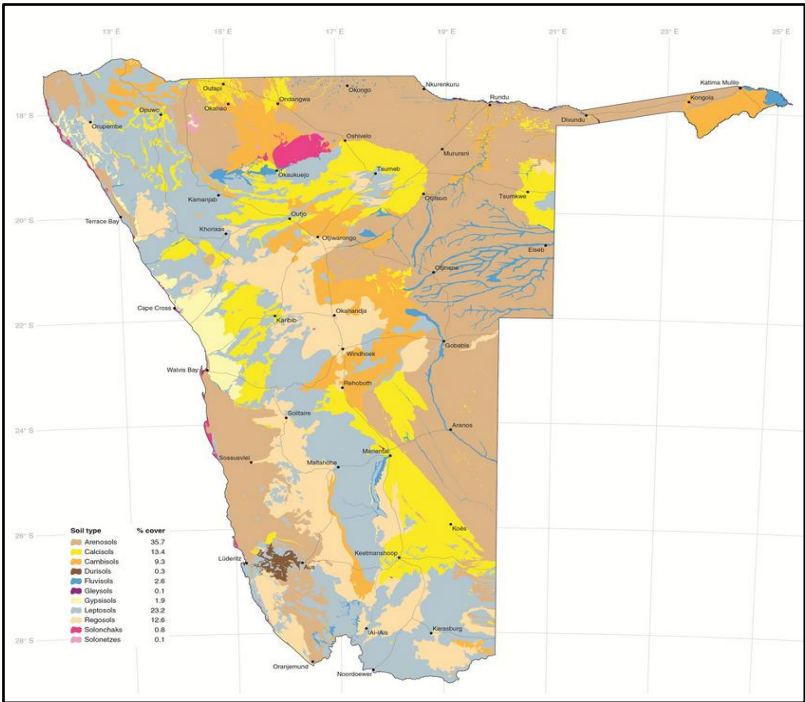 13° E 15° E 17° E 19° E 21° E 23° E 25° E
Katima Mulilo
Outapi
Nkurenkuru
Okongo
Kongola
Ondangwa
Rundu
Okahao
Opuwo
18° S
Divundu
Orupembe
Oshivelo
Mururani
Tsumeb
Okaukuejo
Kamanjab
Otjituuo
Tsumkwe
Outjo
Terrace Bay
20° S
Khorixas
Otjiwarongo
Eiseb
Otjinene
Cape Cross
Okahandja
Karibib
22° S
Gobabis
Windhoek
Walvis Bay
Rehoboth
Solitaire
Aranos
24° S
Mariental
Sossusvlei
Maltahöhe
Koës
26° S
Soil type % cover
Arenosols 35.7
Calcisols 13.4
Cambisols 9.3
Durisols 0.3
Fluvisols 2.6
Gleysols 0.1
Gypsisols 1.9
Leptosols 23.2
Regosols 12.6
Solonchaks 0.8
Solonetzes 0.1
Keetmanshoop
Lüderitz
Aus
28° S
/Ai-/Ais
Karasburg
Oranjemund
Noordoewer